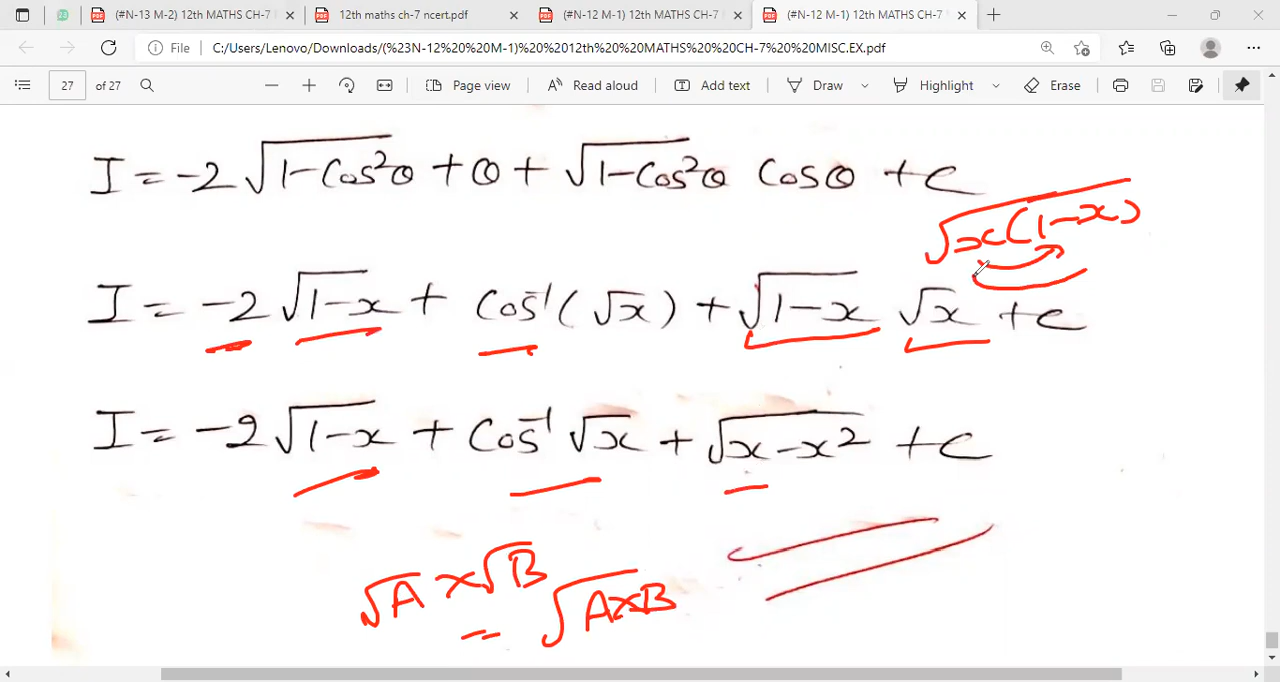 (#N-13 M-2) 12th MATHS CH-7
12th maths ch-7 ncert.pdf
(#N-12 M-1) 12th MATHS CH-7
(#N-12 M-1) 12th MATHS CH-7
File
C:/Users/Lenovo/Downloads/(%23N-12%20%20M-1)%20%2012th%20%20MATHS%20%20CH-7%20%20MISC.EX.pdf
27 of 27
Page view
Read aloud
Add text
Draw
Highlight
Erase
I = -2 √(1-Cos²θ) + θ + √(1-Cos²θ) Cosθ + c
√x(1-x)
I = -2 √(1-x) + Cos⁻¹(√x) + √(1-x) √x + c
I = -2 √(1-x) + Cos⁻¹ √x + √(x-x²) + c
√A × √B
= √A×B